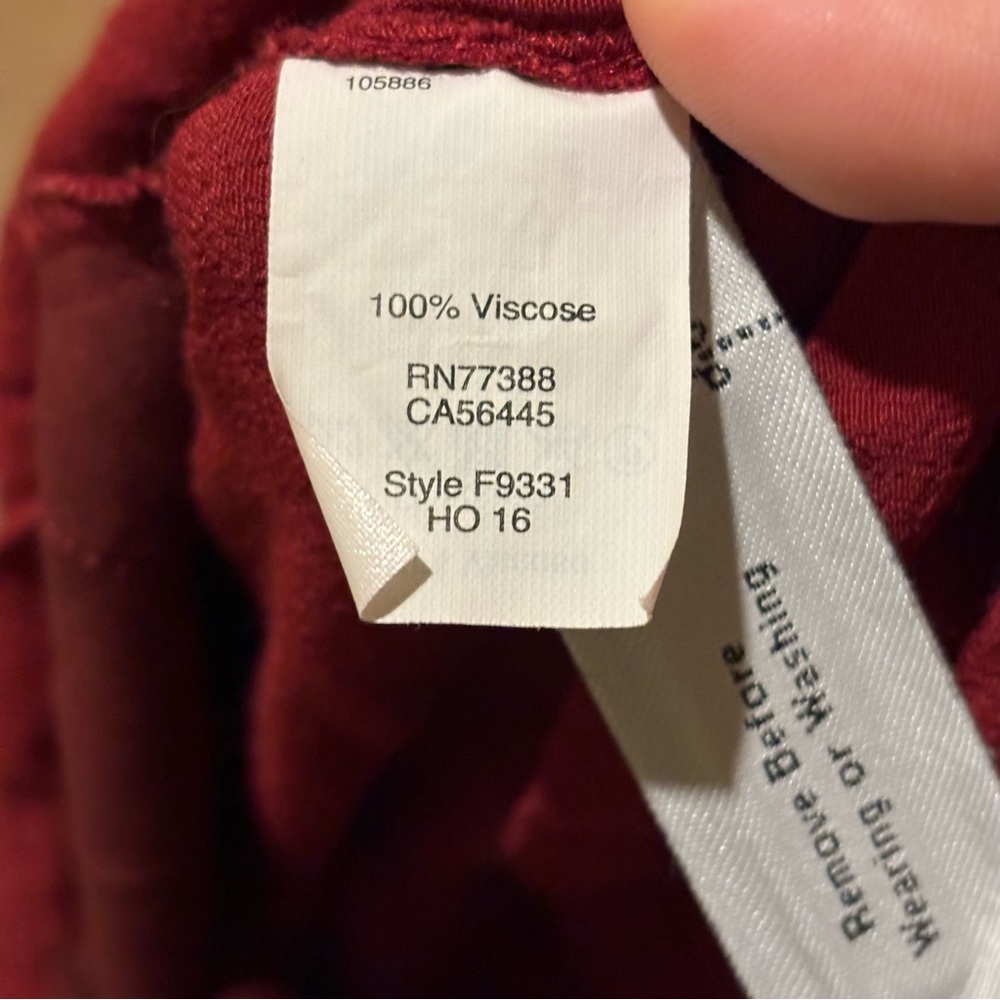 105886
100% Viscose
RN77388
CA56445
Style F9331
HO 16
Remove Before
Wearing or Washing